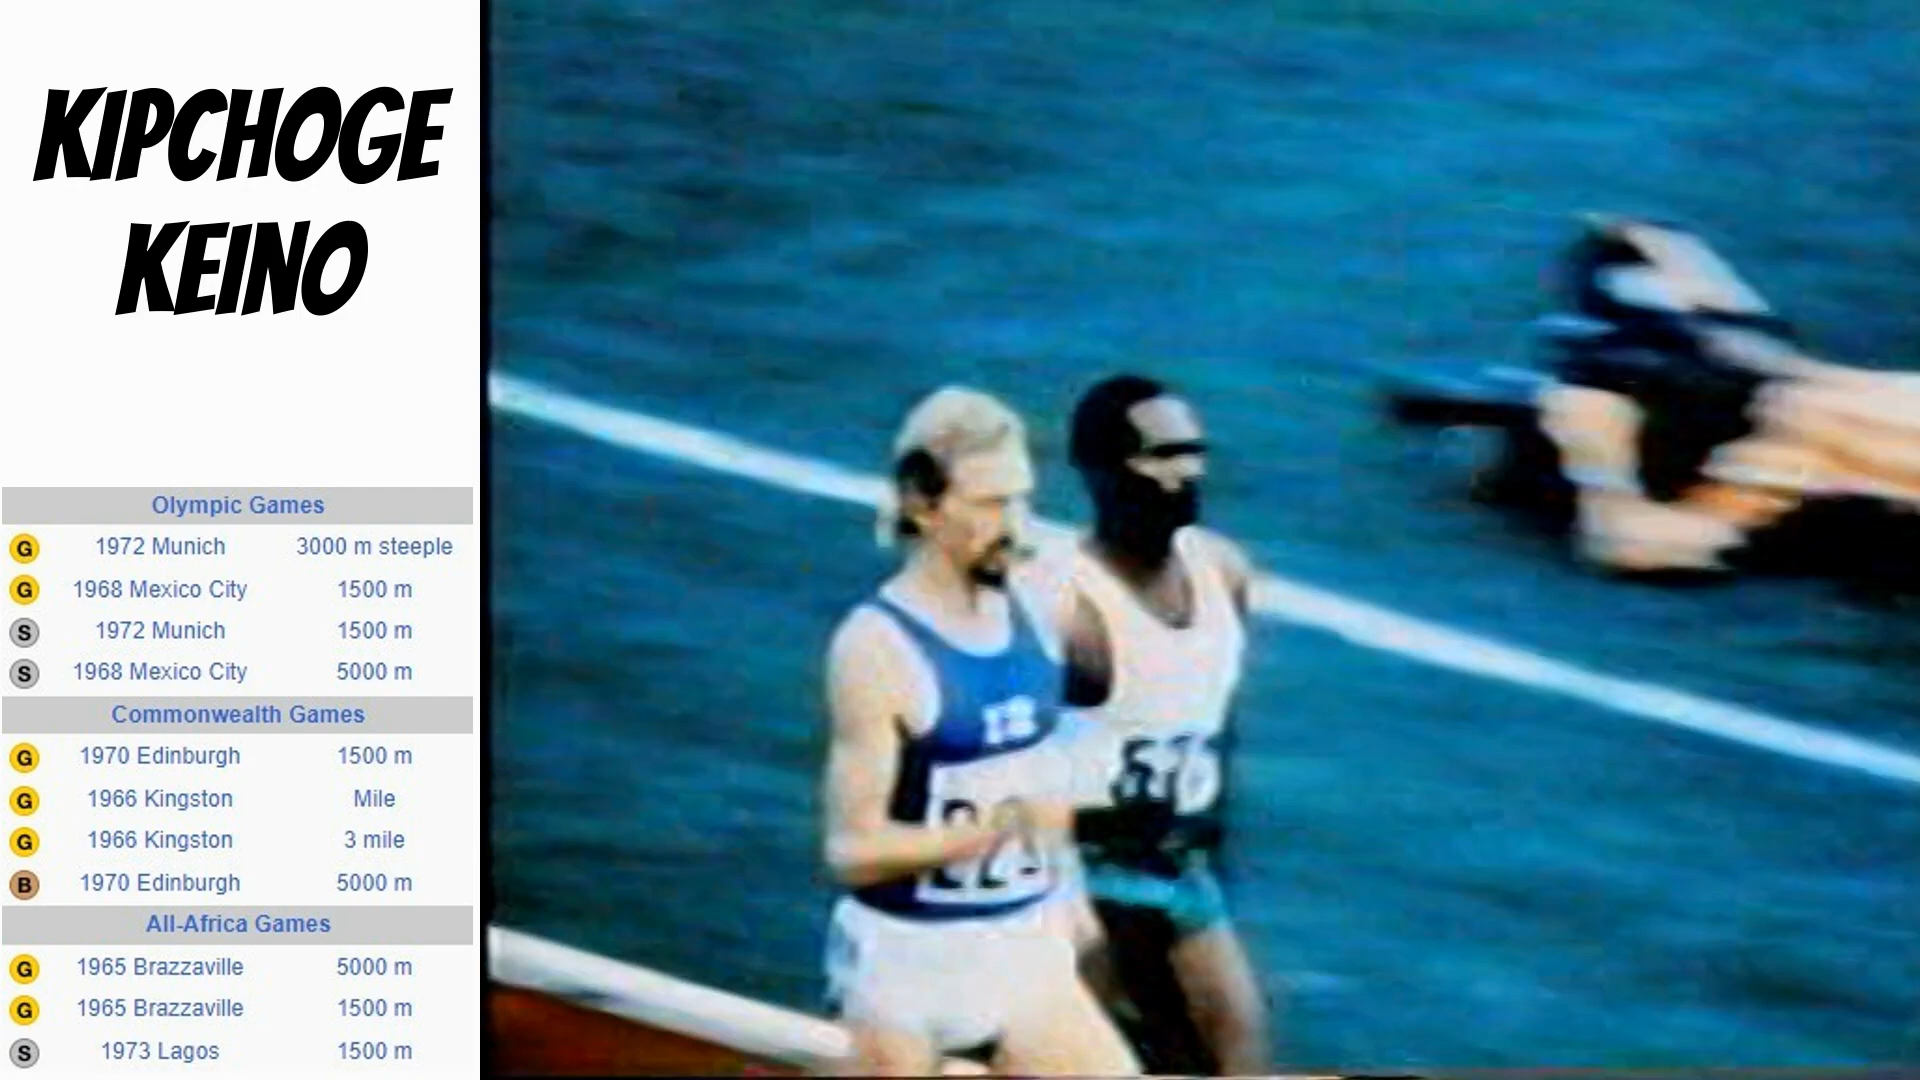 KIPCHOGE
KEINO
Olympic Games
G 1972 Munich 3000 m steeple
G 1968 Mexico City 1500 m
S 1972 Munich 1500 m
S 1968 Mexico City 5000 m
Commonwealth Games
G 1970 Edinburgh 1500 m
G 1966 Kingston Mile
G 1966 Kingston 3 mile
B 1970 Edinburgh 5000 m
All-Africa Games
G 1965 Brazzaville 5000 m
G 1965 Brazzaville 1500 m
S 1973 Lagos 1500 m